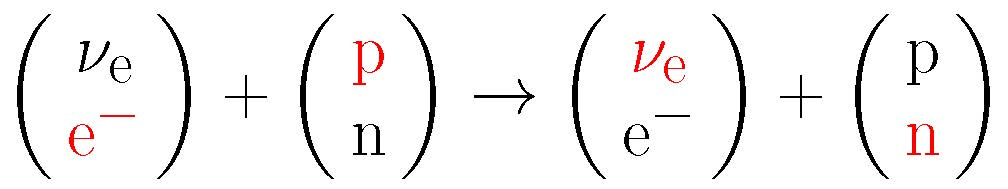 ( νₑ ) + ( p ) → ( νₑ ) + ( p )
( e⁻ ) ( n ) ( e⁻ ) ( n )